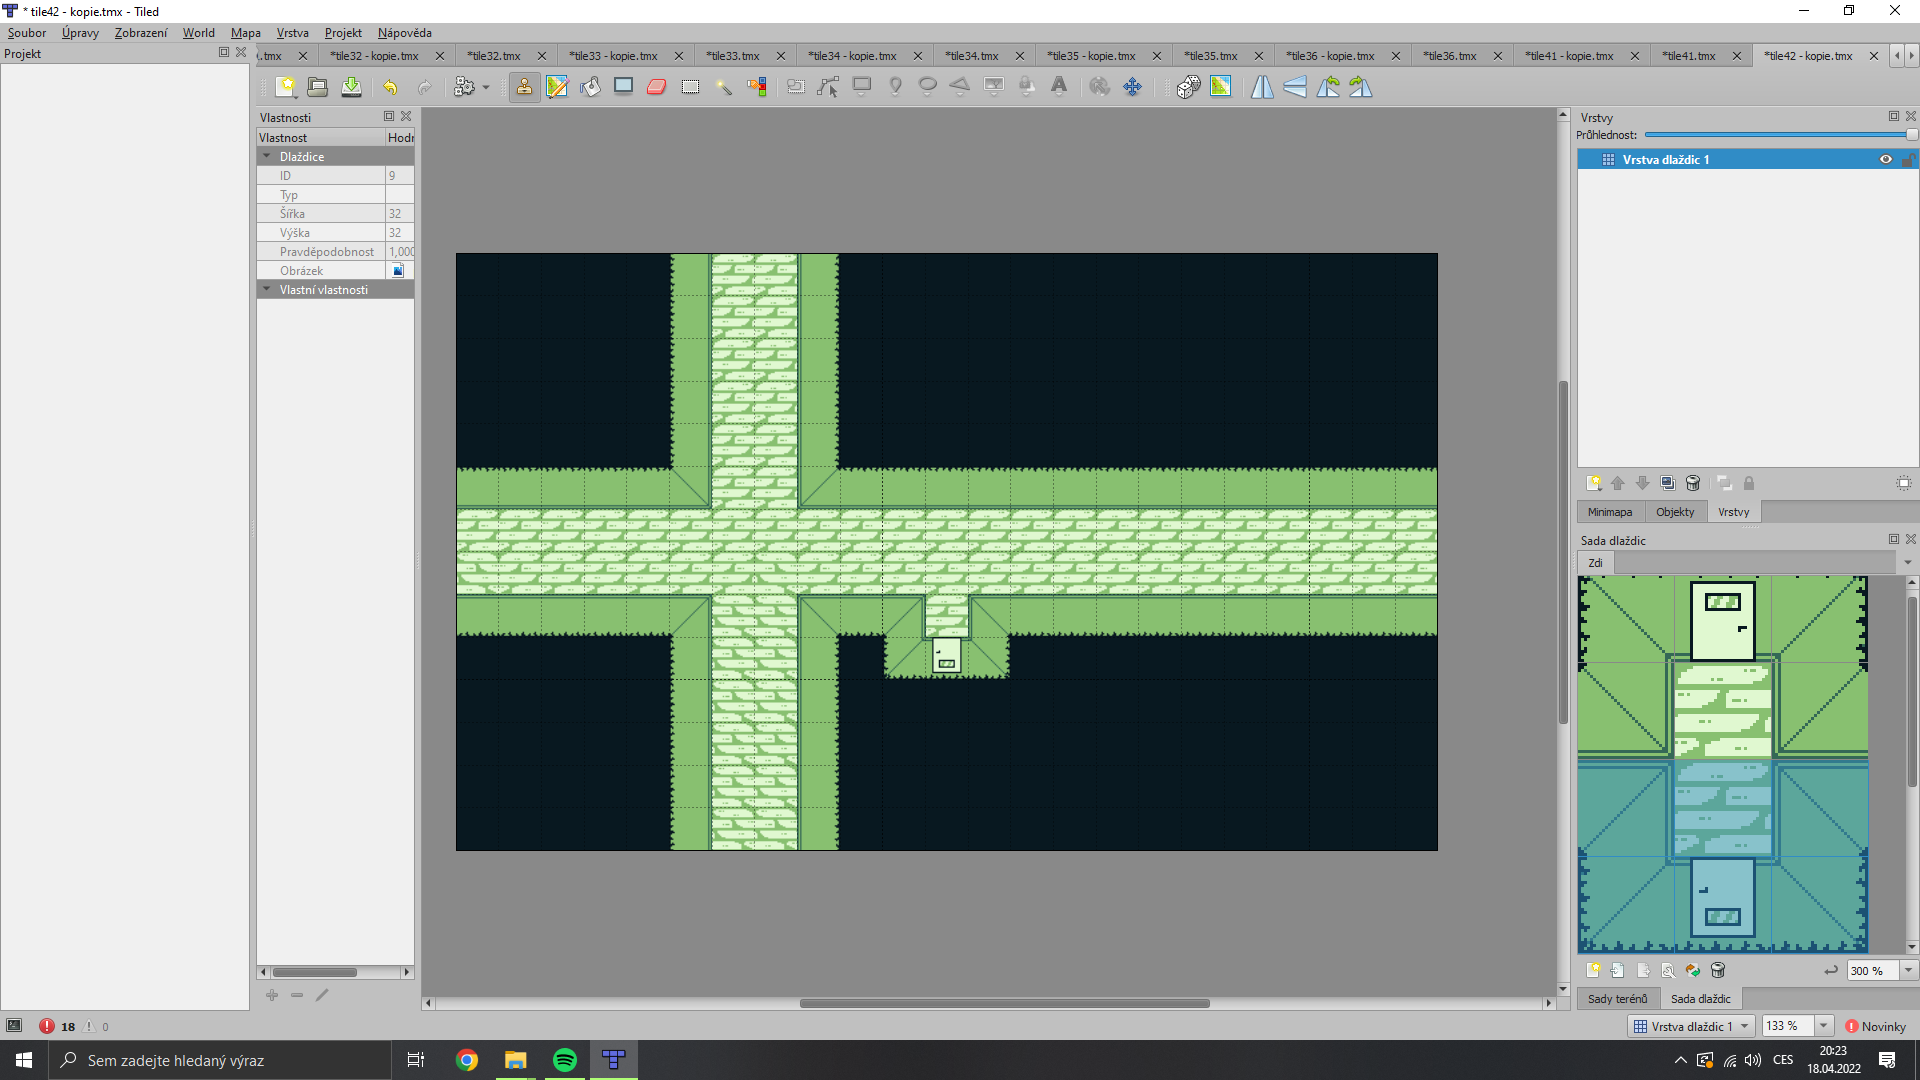 * tile42 - kopie.tmx - Tiled
Soubor Úpravy Zobrazení World Mapa Vrstva Projekt Nápověda
Projekt
.tmx *tile32 - kopie.tmx *tile32.tmx *tile33 - kopie.tmx *tile33.tmx *tile34 - kopie.tmx *tile34.tmx *tile35 - kopie.tmx *tile35.tmx *tile36 - kopie.tmx *tile36.tmx *tile41 - kopie.tmx *tile41.tmx *tile42 - kopie.tmx
Vlastnosti
Vlastnost Hodr
Dlaždice
ID 9
Typ
Šířka 32
Výška 32
Pravděpodobnost 1,000
Obrázek
Vlastní vlastnosti
Vrstvy
Průhlednost:
Vrstva dlaždic 1
Minimapa Objekty Vrstvy
Sada dlaždic
Zdi
300 %
Sady terénů Sada dlaždic
18 0
Vrstva dlaždic 1 133 % Novinky
Sem zadejte hledaný výraz
CES
20:23
18.04.2022